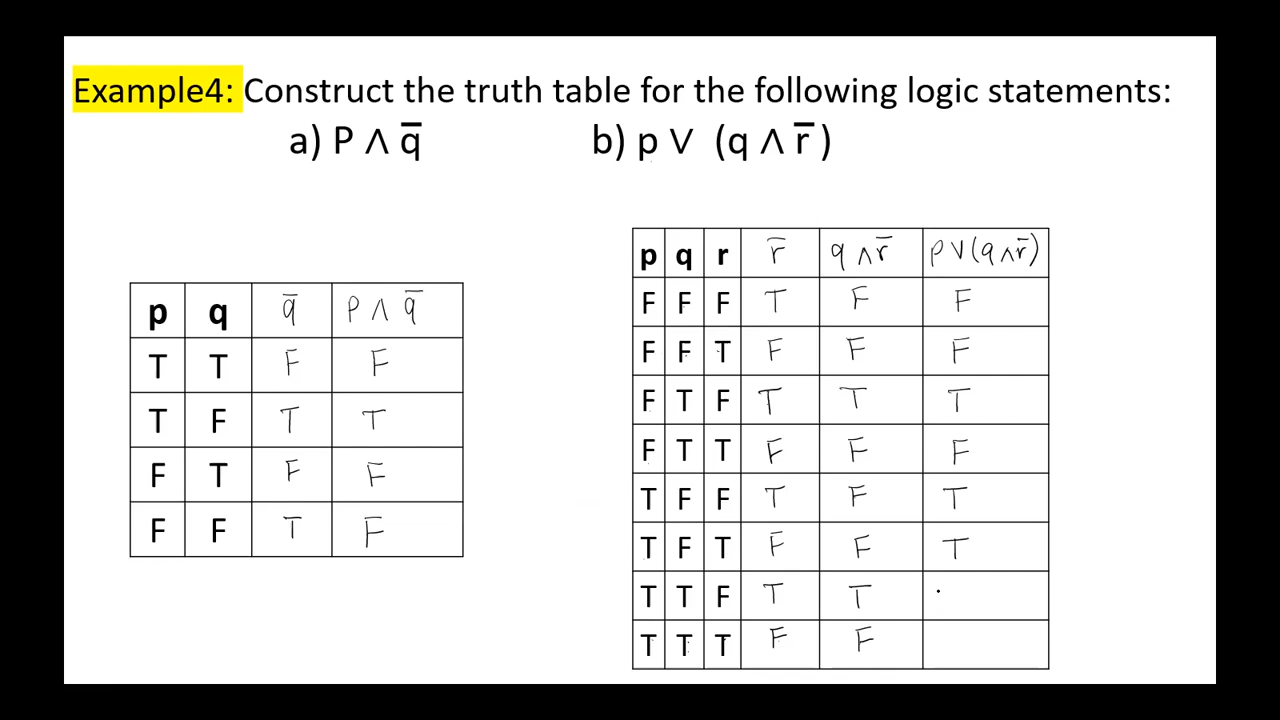 Example4: Construct the truth table for the following logic statements:
a) P ∧ q̅ b) p ∨ (q ∧ r̅ )
p q q̅ P ∧ q̅
T T F F
T F T T
F T F F
F F T F
p q r r̅ q ∧ r̅ p ∨ (q ∧ r̅)
F F F T F F
F F T F F F
F T F T T T
F T T F F F
T F F T F T
T F T F F T
T T F T T
T T T F F